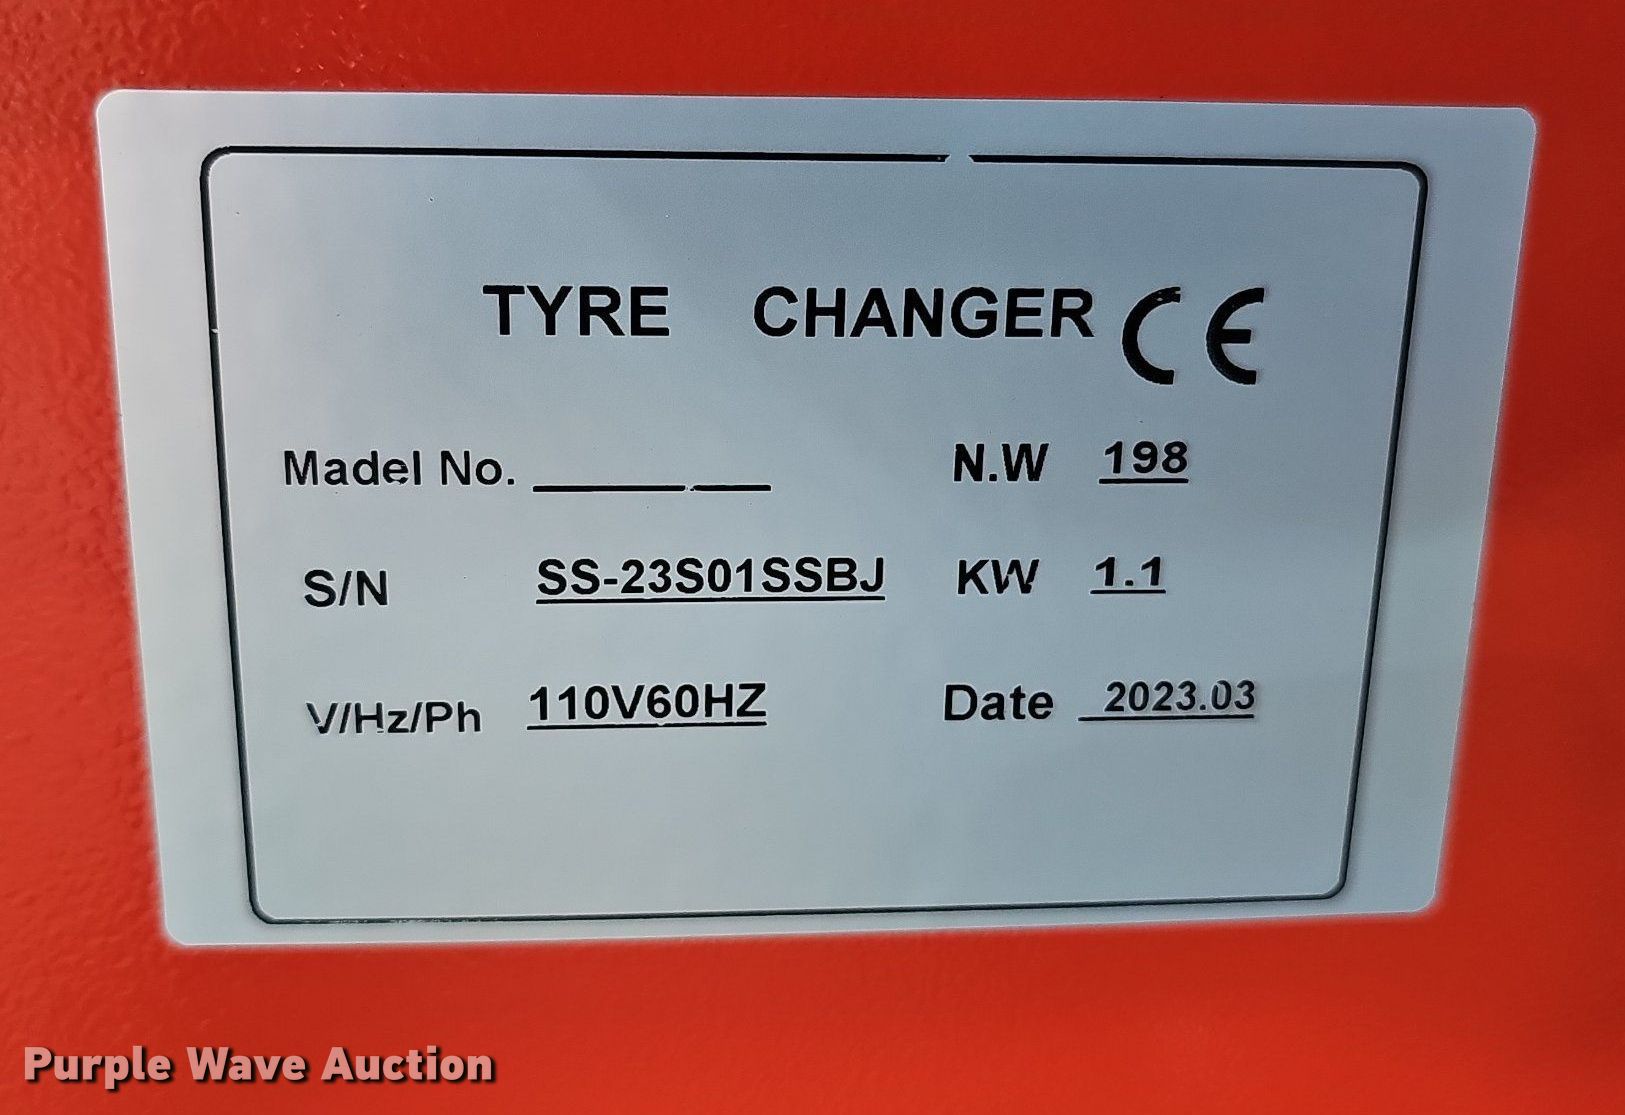 TYRE CHANGER CE
Madel No. ________ N.W 198
S/N SS-23S01SSBJ KW 1.1
V/Hz/Ph 110V60HZ Date 2023.03
Purple Wave Auction